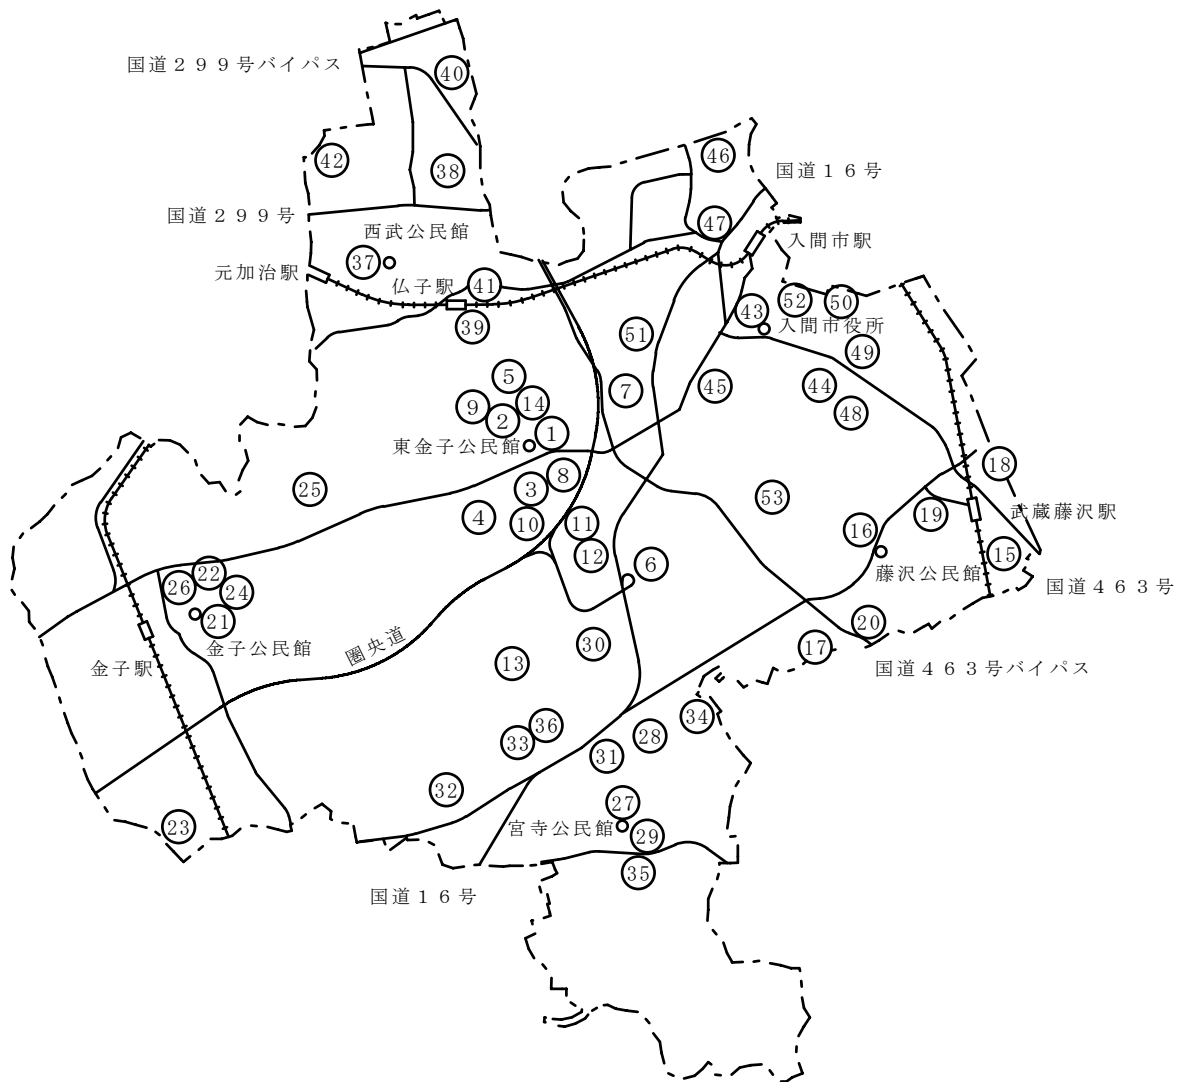 国道２９９号バイパス
㊵
㊻
㊷
㊳
国道１６号
国道２９９号
西武公民館
㊼
入間市駅
㊲
元加治駅
仏子駅
㊶
52
㊿
㊴
51
㊸
入間市役所
㊾
⑤
⑦
㊺
㊹
⑨
②
⑭
㊽
①
東金子公民館
⑱
㉕
③
⑧
53
④
⑩
⑪
⑯
⑲
武蔵藤沢駅
⑫
⑥
藤沢公民館
⑮
㉖
㉒
㉔
国道４６３号
㉑
金子公民館
⑳
圏央道
㉚
⑰
金子駅
⑬
国道４６３号バイパス
㉞
㊱
㉝
㉘
㉛
㉜
㉗
㉓
宮寺公民館
㉙
㉟
国道１６号